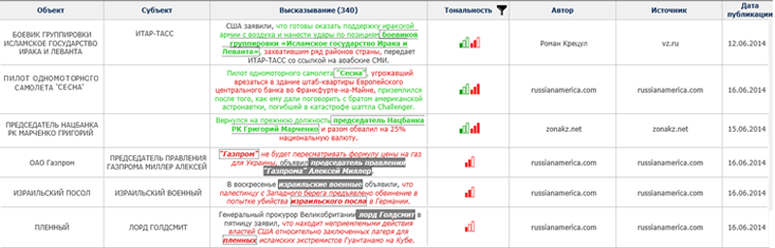 Объект Субъект Высказывание (340) Тональность Автор Источник Дата
публикации
БОЕВИК ГРУППИРОВКИ
ИСЛАМСКОЕ ГОСУДАРСТВО
ИРАКА И ЛЕВАНТА
ИТАР-ТАСС
США заявили, что готовы оказать поддержку иракской
армии с воздуха и нанести удары по позициям боевиков
группировки «Исламское государство Ирака и
Леванта», захватившим ряд районов страны, передает
ИТАР-ТАСС со ссылкой на арабские СМИ.
Роман Крецул
vz.ru
12.06.2014
ПИЛОТ ОДНОМОТОРНОГО
САМОЛЕТА "СЕСНА"
Пилот одномоторного самолета "Сесна", угрожавший
врезаться в здание штаб-квартиры Европейского
центрального банка во Франкфурте-на-Майне, приземлился
после того, как ему дали поговорить с братом американской
астронавтки, погибшей в катастрофе шаттла Challenger.
russianamerica.com
russianamerica.com
16.06.2014
ПРЕДСЕДАТЕЛЬ НАЦБАНКА
РК МАРЧЕНКО ГРИГОРИЙ
Вернулся на прежнюю должность председатель Нацбанка
РК Григорий Марченко и разом обвалил на 25%
национальную валюту.
zonakz.net
zonakz.net
15.06.2014
ОАО Газпром
ПРЕДСЕДАТЕЛЬ ПРАВЛЕНИЯ
ГАЗПРОМА МИЛЛЕР АЛЕКСЕЙ
"Газпром" не будет пересматривать формулу цены на газ
для Украины, объявил председатель правления
"Газпрома" Алексей Миллер.
russianamerica.com
russianamerica.com
16.06.2014
ИЗРАИЛЬСКИЙ ПОСОЛ
ИЗРАИЛЬСКИЙ ВОЕННЫЙ
В воскресенье израильские военные объявили, что
палестинцу с Западного берега предъявлено обвинение в
попытке убийства израильского посла в Германии.
russianamerica.com
russianamerica.com
16.06.2014
ПЛЕННЫЙ
ЛОРД ГОЛДСМИТ
Генеральный прокурор Великобритании лорд Голдсмит в
пятницу заявил, что находит неприемлемыми действия
властей США относительно заключенных лагеря для
пленных исламских экстремистов Гуантанамо на Кубе.
russianamerica.com
russianamerica.com
16.06.2014